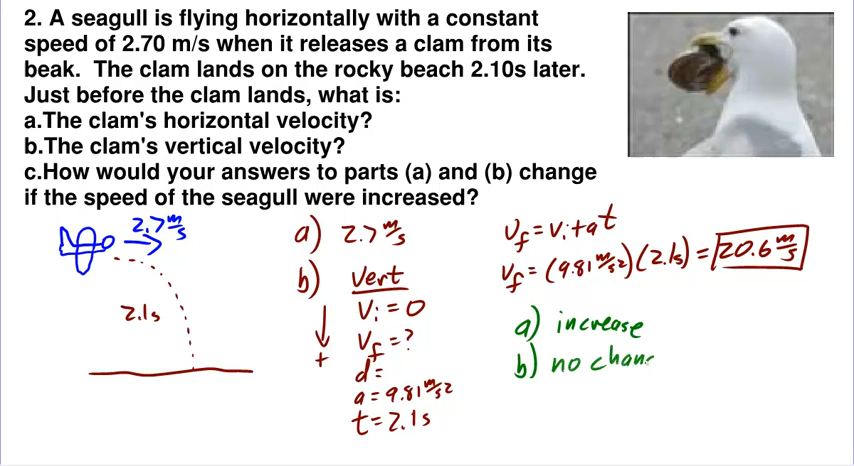 2. A seagull is flying horizontally with a constant
speed of 2.70 m/s when it releases a clam from its
beak. The clam lands on the rocky beach 2.10s later.
Just before the clam lands, what is:
a.The clam's horizontal velocity?
b.The clam's vertical velocity?
c.How would your answers to parts (a) and (b) change
if the speed of the seagull were increased?
2.7 m/s
2.1s
a) 2.7 m/s
b) Vert
Vi = 0
Vf = ?
+
d =
a = 9.81 m/s2
t = 2.1s
Vf = Vi + at
Vf = (9.81 m/s2)(2.1s) = 20.6 m/s
a) increase
b) no chan